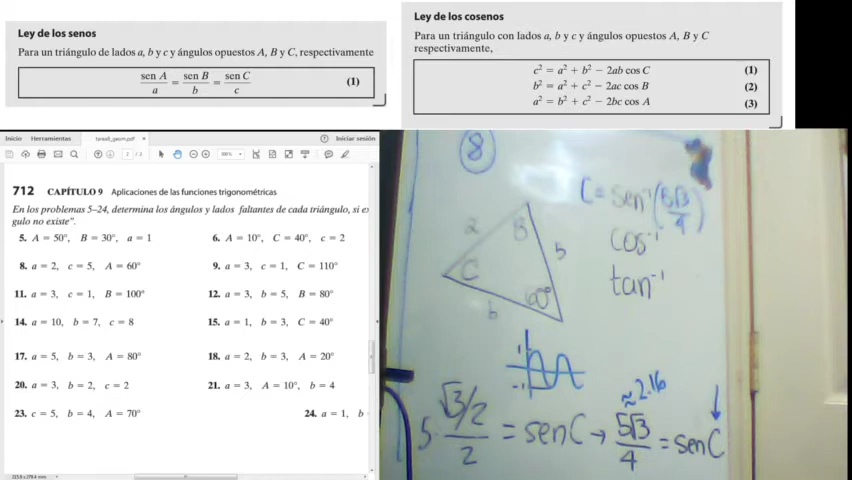 Ley de los senos
Para un triángulo de lados a, b y c y ángulos opuestos A, B y C, respectivamente
sen A / a = sen B / b = sen C / c (1)
Ley de los cosenos
Para un triángulo con lados a, b y c y ángulos opuestos A, B y C
respectivamente,
c² = a² + b² − 2ab cos C (1)
b² = a² + c² − 2ac cos B (2)
a² = b² + c² − 2bc cos A (3)
Inicio Herramientas tarea8_geom.pdf × Iniciar sesión
2 / 2
712 CAPÍTULO 9 Aplicaciones de las funciones trigonométricas
En los problemas 5–24, determina los ángulos y lados faltantes de cada triángulo, si e
gulo no existe".
5. A = 50°, B = 30°, a = 1 6. A = 10°, C = 40°, c = 2
8. a = 2, c = 5, A = 60° 9. a = 3, c = 1, C = 110°
11. a = 3, c = 1, B = 100° 12. a = 3, b = 5, B = 80°
14. a = 10, b = 7, c = 8 15. a = 1, b = 3, C = 40°
17. a = 5, b = 3, A = 80° 18. a = 2, b = 3, A = 20°
20. a = 3, b = 2, c = 2 21. a = 3, A = 10°, b = 4
23. c = 5, b = 4, A = 70° 24. a = 1, b
8
C = sen⁻¹(5√3/4)
cos⁻¹
tan⁻¹
2
B
5
C
60°
b
1
-1
≈2.16
5·(√3/2)/2 = sen C → 5√3/4 = sen C